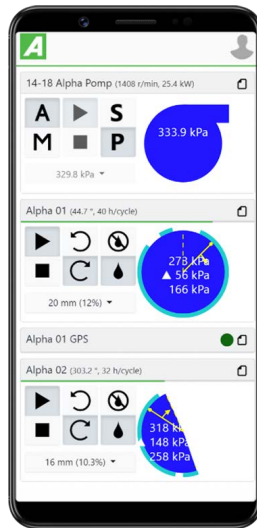 A
14-18 Alpha Pomp (1408 r/min, 25.4 kW)
A S
M P
333.9 kPa
329.8 kPa
Alpha 01 (44.7 °, 40 h/cycle)
273 kPa
▲ 56 kPa
166 kPa
20 mm (12%)
Alpha 01 GPS
Alpha 02 (303.2 °, 32 h/cycle)
318 kPa
▲ 148 kPa
258 kPa
16 mm (10.3%)